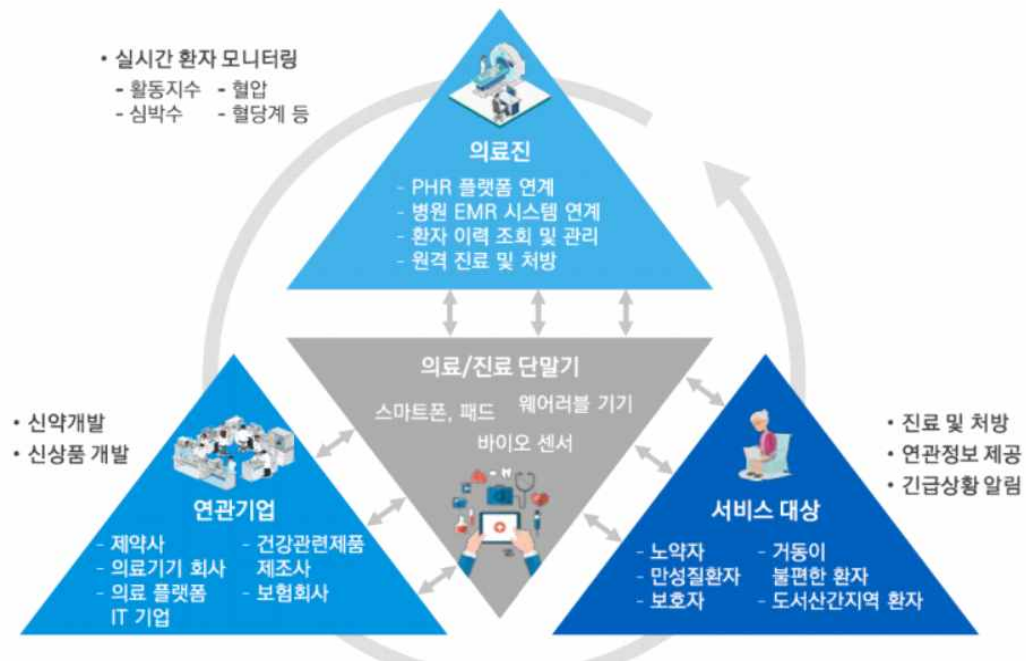 • 실시간 환자 모니터링
- 활동지수 - 혈압
- 심박수 - 혈당계 등
의료진
- PHR 플랫폼 연계
- 병원 EMR 시스템 연계
- 환자 이력 조회 및 관리
- 원격 진료 및 처방
의료/진료 단말기
스마트폰, 패드 웨어러블 기기
바이오 센서
• 신약개발
• 신상품 개발
연관기업
- 제약사 - 건강관련제품
- 의료기기 회사 제조사
- 의료 플랫폼 - 보험회사
IT 기업
서비스 대상
- 노약자 - 거동이
- 만성질환자 불편한 환자
- 보호자 - 도서산간지역 환자
• 진료 및 처방
• 연관정보 제공
• 긴급상황 알림